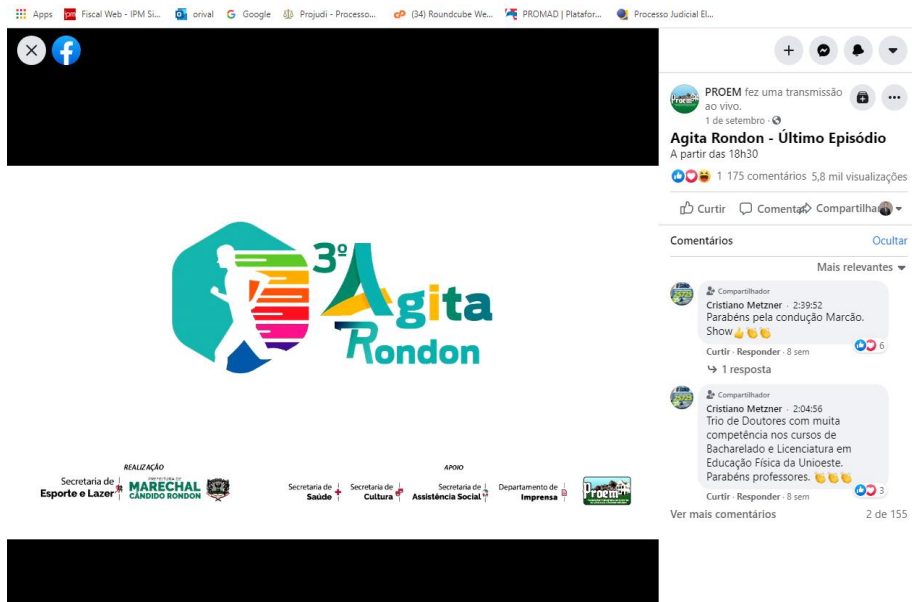 Apps Fiscal Web - IPM Si... orival Google Projudi - Processo... (34) Roundcube We... PROMAD | Platafor... Processo Judicial El...
PROEM fez uma transmissão
ao vivo.
1 de setembro ·
Agita Rondon - Último Episódio
A partir das 18h30
1 175 comentários 5,8 mil visualizações
Curtir Comentar Compartilhar
Comentários Ocultar
Mais relevantes
Compartilhador
Cristiano Metzner · 2:39:52
Parabéns pela condução Marcão.
Show👍👏👏
6
Curtir · Responder · 8 sem
1 resposta
Compartilhador
Cristiano Metzner · 2:04:56
Trio de Doutores com muita
competência nos cursos de
Bacharelado e Licenciatura em
Educação Física da Unioeste.
Parabéns professores. 👏👏👏
3
Curtir · Responder · 8 sem
Ver mais comentários 2 de 155
3º Agita
Rondon
REALIZAÇÃO
Secretaria de
Esporte e Lazer
PREFEITURA DE
MARECHAL
CÂNDIDO RONDON
APOIO
Secretaria de
Saúde
Secretaria de
Cultura
Secretaria de
Assistência Social
Departamento de
Imprensa
Proem